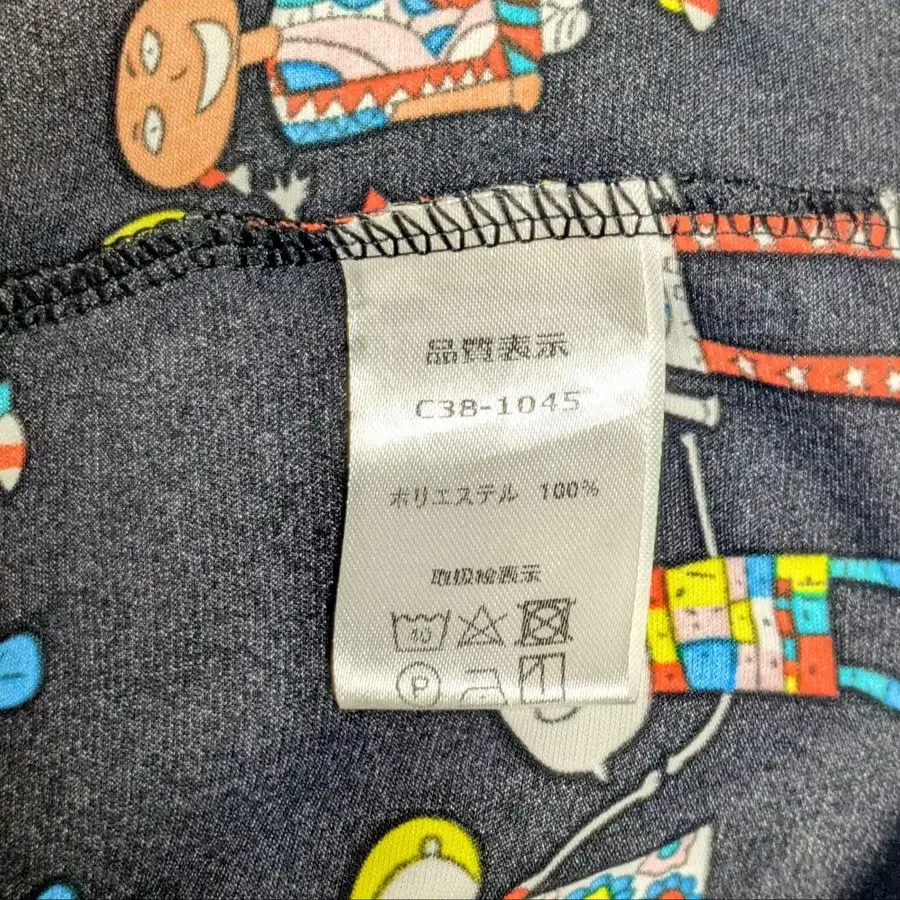 品質表示
C38-1045
ポリエステル 100%
取扱絵表示
P